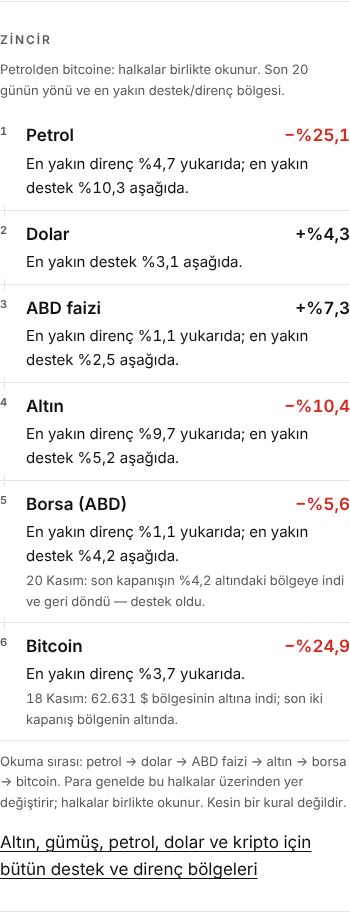 ZİNCİR
Petrolden bitcoine: halkalar birlikte okunur. Son 20
günün yönü ve en yakın destek/direnç bölgesi.
1 Petrol −%25,1
En yakın direnç %4,7 yukarıda; en yakın
destek %10,3 aşağıda.
2 Dolar +%4,3
En yakın destek %3,1 aşağıda.
3 ABD faizi +%7,3
En yakın direnç %1,1 yukarıda; en yakın
destek %2,5 aşağıda.
4 Altın −%10,4
En yakın direnç %9,7 yukarıda; en yakın
destek %5,2 aşağıda.
5 Borsa (ABD) −%5,6
En yakın direnç %1,1 yukarıda; en yakın
destek %4,2 aşağıda.
20 Kasım: son kapanışın %4,2 altındaki bölgeye indi
ve geri döndü — destek oldu.
6 Bitcoin −%24,9
En yakın direnç %3,7 yukarıda.
18 Kasım: 62.631 $ bölgesinin altına indi; son iki
kapanış bölgenin altında.
Okuma sırası: petrol → dolar → ABD faizi → altın → borsa
→ bitcoin. Para genelde bu halkalar üzerinden yer
değiştirir; halkalar birlikte okunur. Kesin bir kural değildir.
Altın, gümüş, petrol, dolar ve kripto için
bütün destek ve direnç bölgeleri